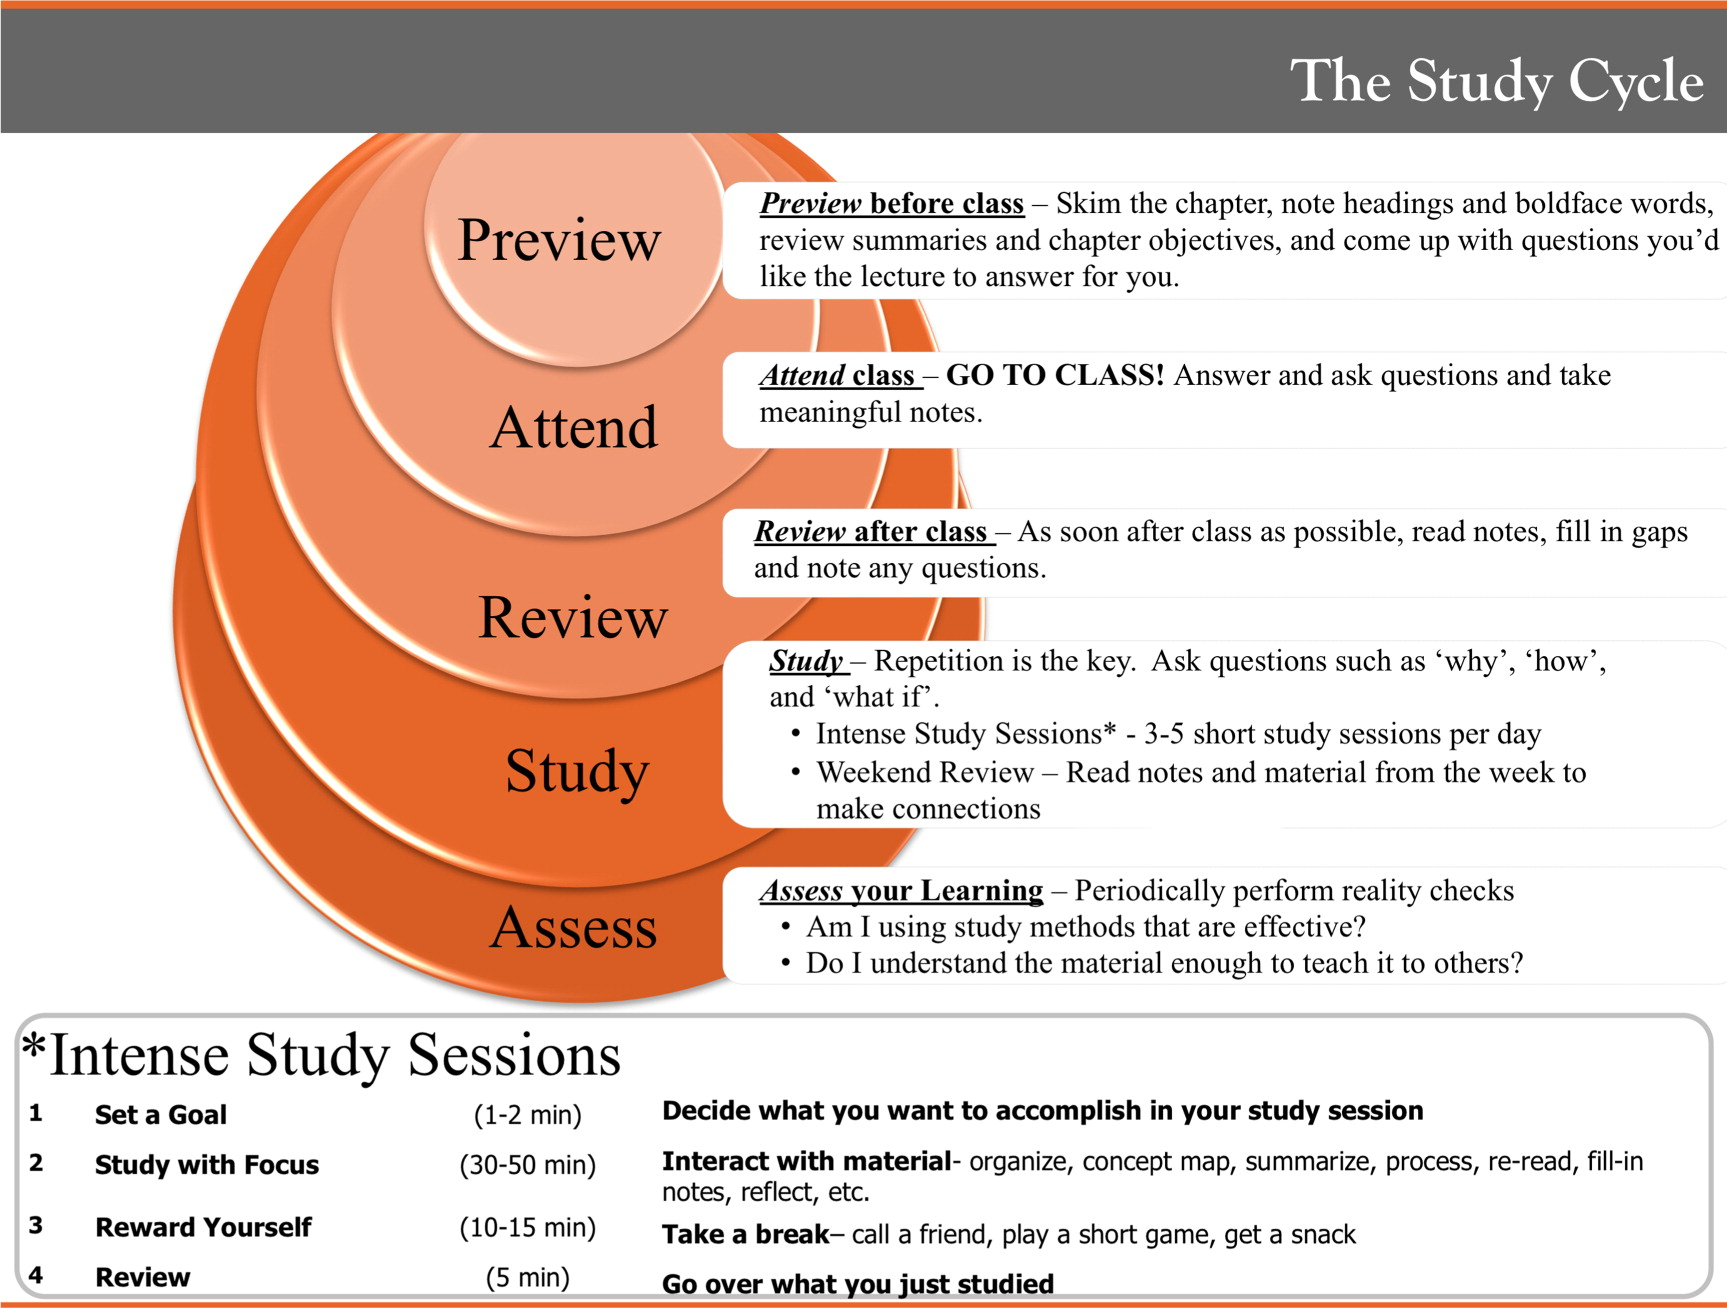 The Study Cycle
Preview
Preview before class – Skim the chapter, note headings and boldface words,
review summaries and chapter objectives, and come up with questions you’d
like the lecture to answer for you.
Attend
Attend class – GO TO CLASS! Answer and ask questions and take
meaningful notes.
Review
Review after class – As soon after class as possible, read notes, fill in gaps
and note any questions.
Study
Study – Repetition is the key.  Ask questions such as ‘why’, ‘how’,
and ‘what if’.
• Intense Study Sessions* - 3-5 short study sessions per day
• Weekend Review – Read notes and material from the week to
make connections
Assess
Assess your Learning – Periodically perform reality checks
• Am I using study methods that are effective?
• Do I understand the material enough to teach it to others?
*Intense Study Sessions
1 Set a Goal (1-2 min) Decide what you want to accomplish in your study session
2 Study with Focus (30-50 min) Interact with material- organize, concept map, summarize, process, re-read, fill-in
notes, reflect, etc.
3 Reward Yourself (10-15 min) Take a break– call a friend, play a short game, get a snack
4 Review (5 min) Go over what you just studied